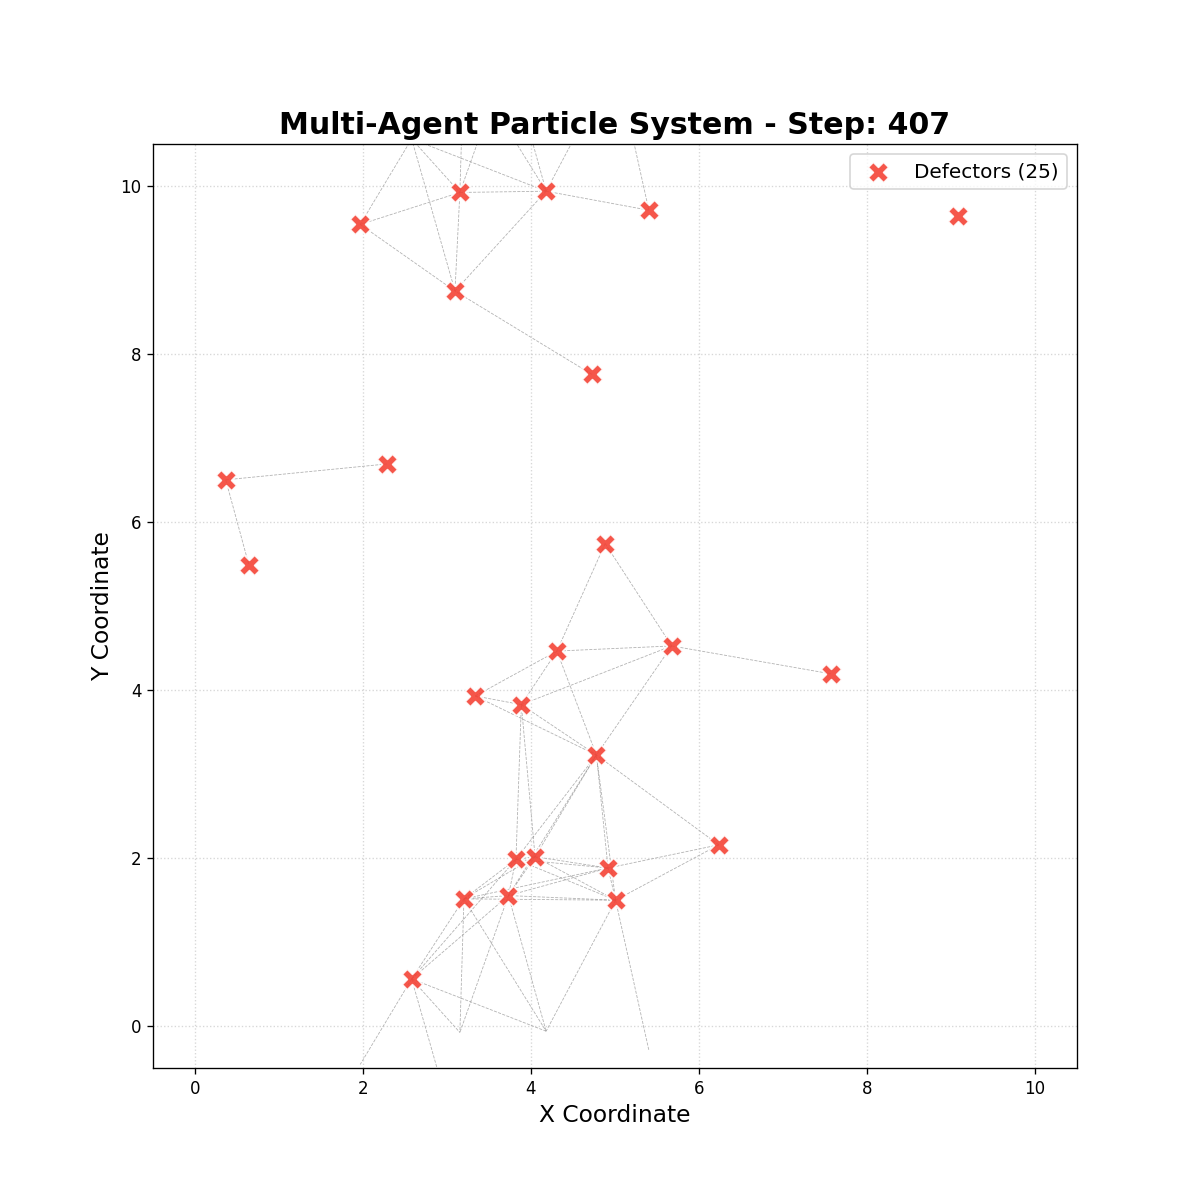 Multi-Agent Particle System - Step: 407
Defectors (25)
10
8
6
4
2
0
Y Coordinate
0 2 4 6 8 10
X Coordinate